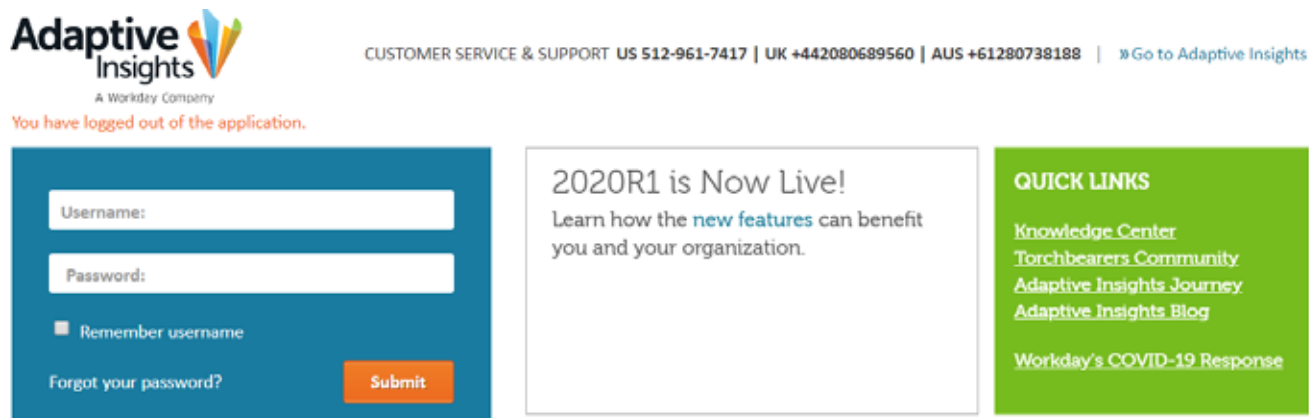 Adaptive
Insights
A Workday Company
CUSTOMER SERVICE & SUPPORT US 512-961-7417 | UK +442080689560 | AUS +61280738188 | »Go to Adaptive Insights
You have logged out of the application.
Username:
Password:
Remember username
Forgot your password?
Submit
2020R1 is Now Live!
Learn how the new features can benefit
you and your organization.
QUICK LINKS
Knowledge Center
Torchbearers Community
Adaptive Insights Journey
Adaptive Insights Blog
Workday's COVID-19 Response